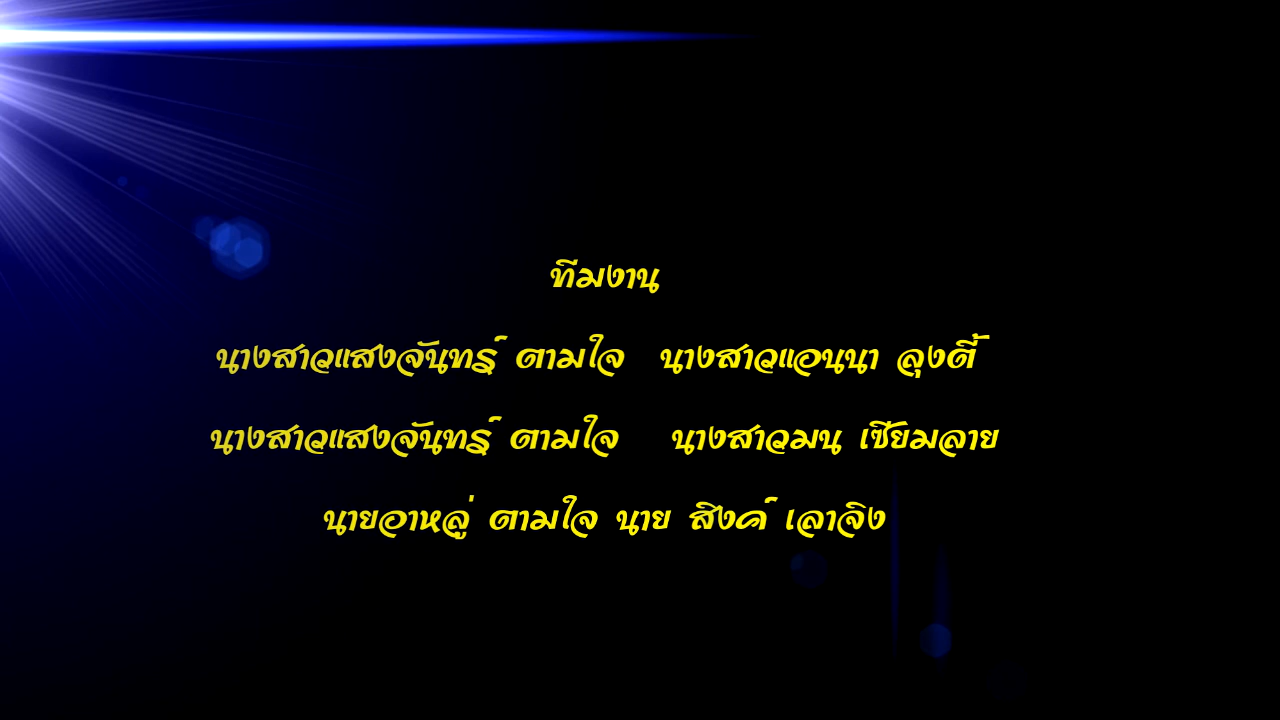 ทีมงาน
นางสาวแสงจันทร์ ตามใจ นางสาวแอนนา ลุงตี้
นางสาวแสงจันทร์ ตามใจ นางสาวมน เซียมลาย
นายอาหลู่ ตามใจ นาย สิงค์ เลาจิง